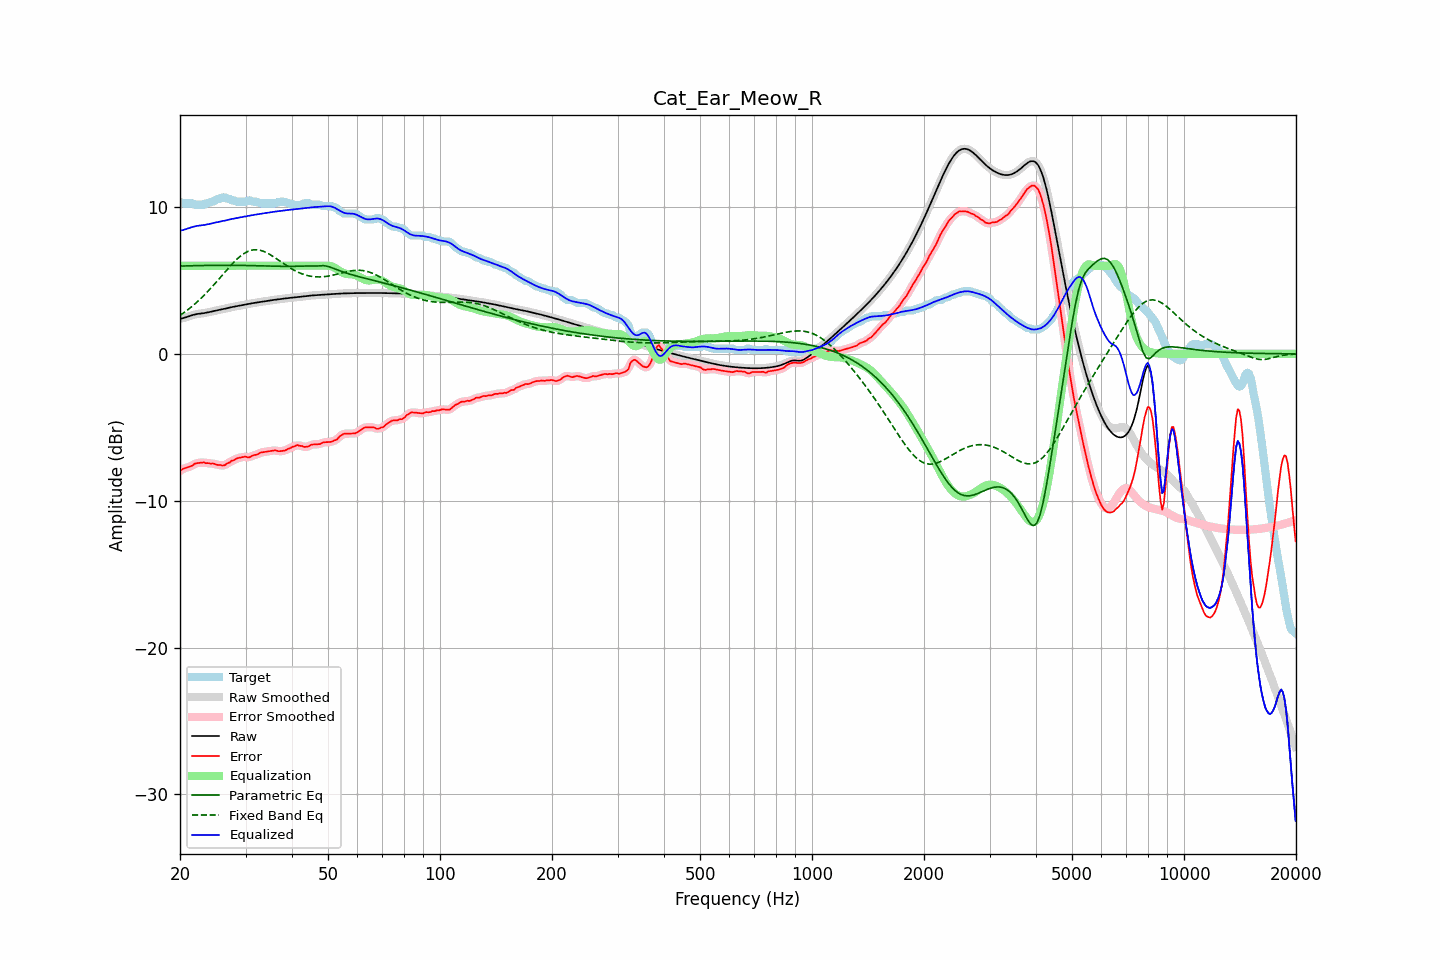 Cat_Ear_Meow_R
Amplitude (dBr)
10
0
−10
−20
−30
Target
Raw Smoothed
Error Smoothed
Raw
Error
Equalization
Parametric Eq
Fixed Band Eq
Equalized
20 50 100 200 500 1000 2000 5000 10000 20000
Frequency (Hz)